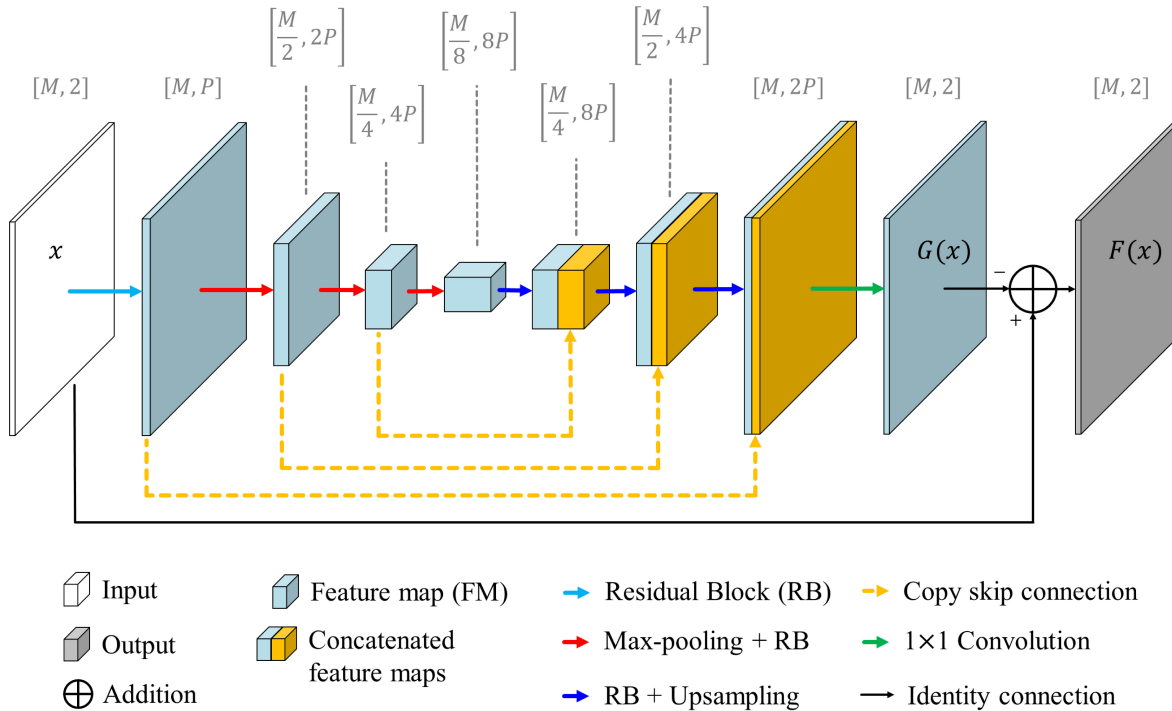 [M, 2]
[M, P]
[M/2, 2P]
[M/4, 4P]
[M/8, 8P]
[M/4, 8P]
[M/2, 4P]
[M, 2P]
[M, 2]
[M, 2]
x
G(x)
−
+
F(x)
Input
Feature map (FM)
Residual Block (RB)
Copy skip connection
Output
Concatenated
feature maps
Max-pooling + RB
1×1 Convolution
Addition
RB + Upsampling
Identity connection